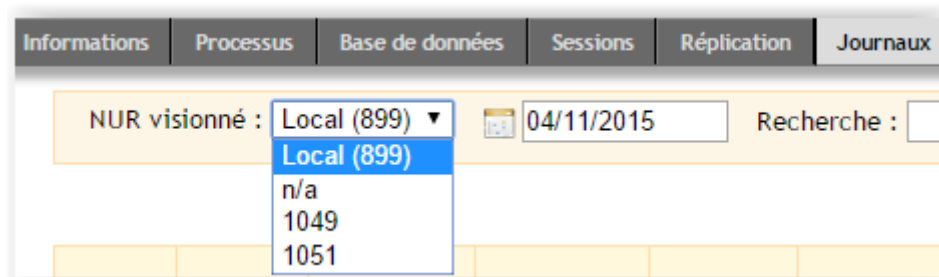 Informations Processus Base de données Sessions Réplication Journaux
NUR visionné : Local (899) ▼ 04/11/2015 Recherche :
Local (899)
n/a
1049
1051